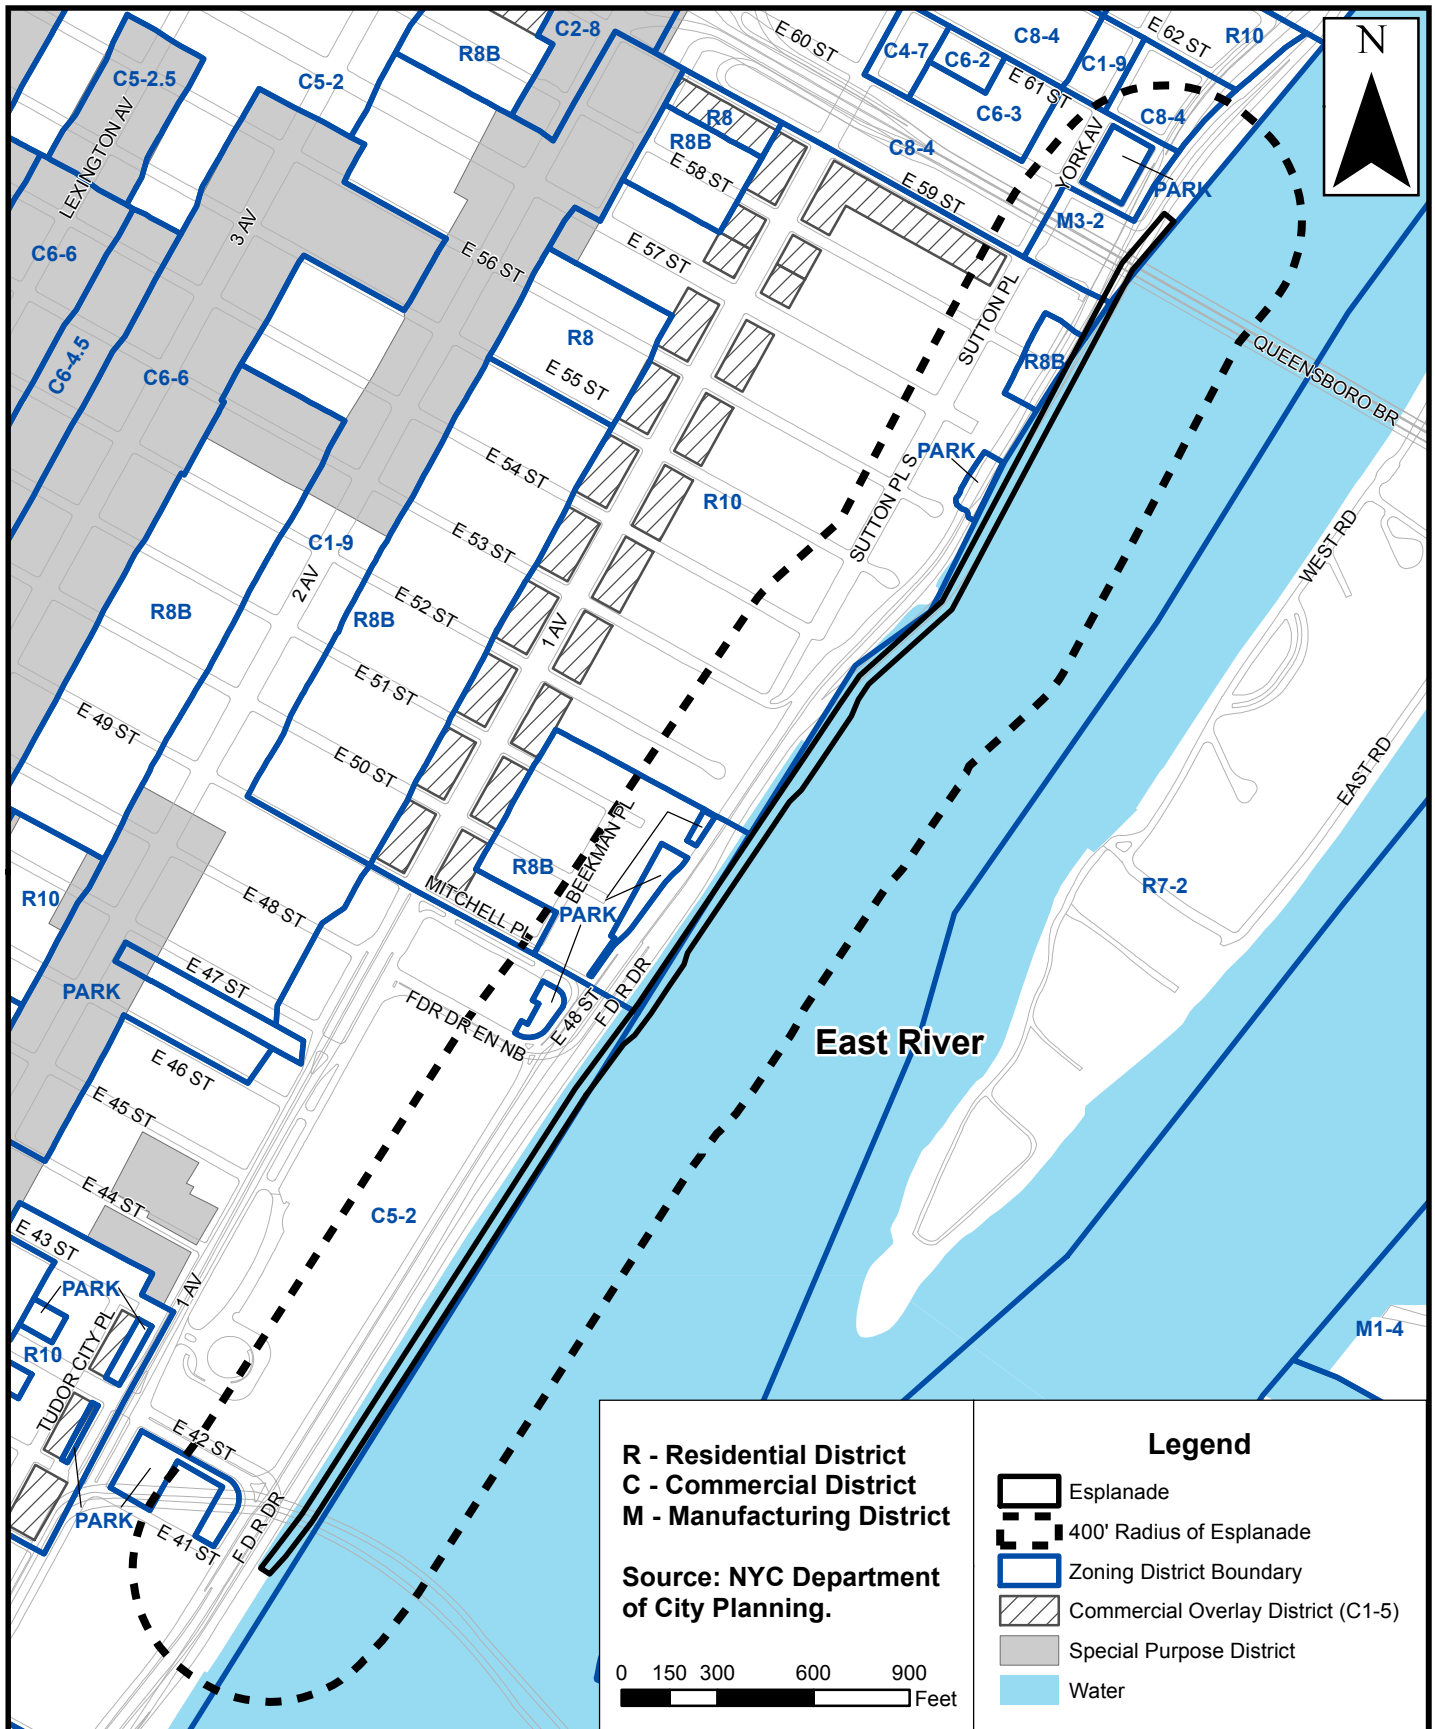 N
C2-8
R8B
C5-2.5
C5-2
LEXINGTON AV
3 AV
C6-6
C6-4.5
C6-6
E 60 ST
C4-7
C6-2
C8-4
C1-9
E 62 ST
R10
E 61 ST
C6-3
C8-4
C8-4
YORK AV
PARK
R8
R8B
E 58 ST
E 59 ST
M3-2
E 57 ST
E 56 ST
SUTTON PL
R8B
QUEENSBORO BR
R8
E 55 ST
PARK
SUTTON PL S
E 54 ST
R10
E 53 ST
C1-9
2 AV
E 52 ST
1 AV
R8B
R8B
E 51 ST
WEST RD
E 49 ST
E 50 ST
EAST RD
BEEKMAN PL
R8B
R7-2
R10
E 48 ST
MITCHELL PL
PARK
E 47 ST
PARK
FDR DR EN NB
E 48 ST
F D R DR
East River
E 46 ST
E 45 ST
E 44 ST
C5-2
E 43 ST
PARK
1 AV
R10
TUDOR CITY PL
M1-4
E 42 ST
PARK
E 41 ST
F D R DR
R - Residential District
C - Commercial District
M - Manufacturing District
Source: NYC Department
of City Planning.
0 150 300 600 900
Feet
Legend
Esplanade
400' Radius of Esplanade
Zoning District Boundary
Commercial Overlay District (C1-5)
Special Purpose District
Water